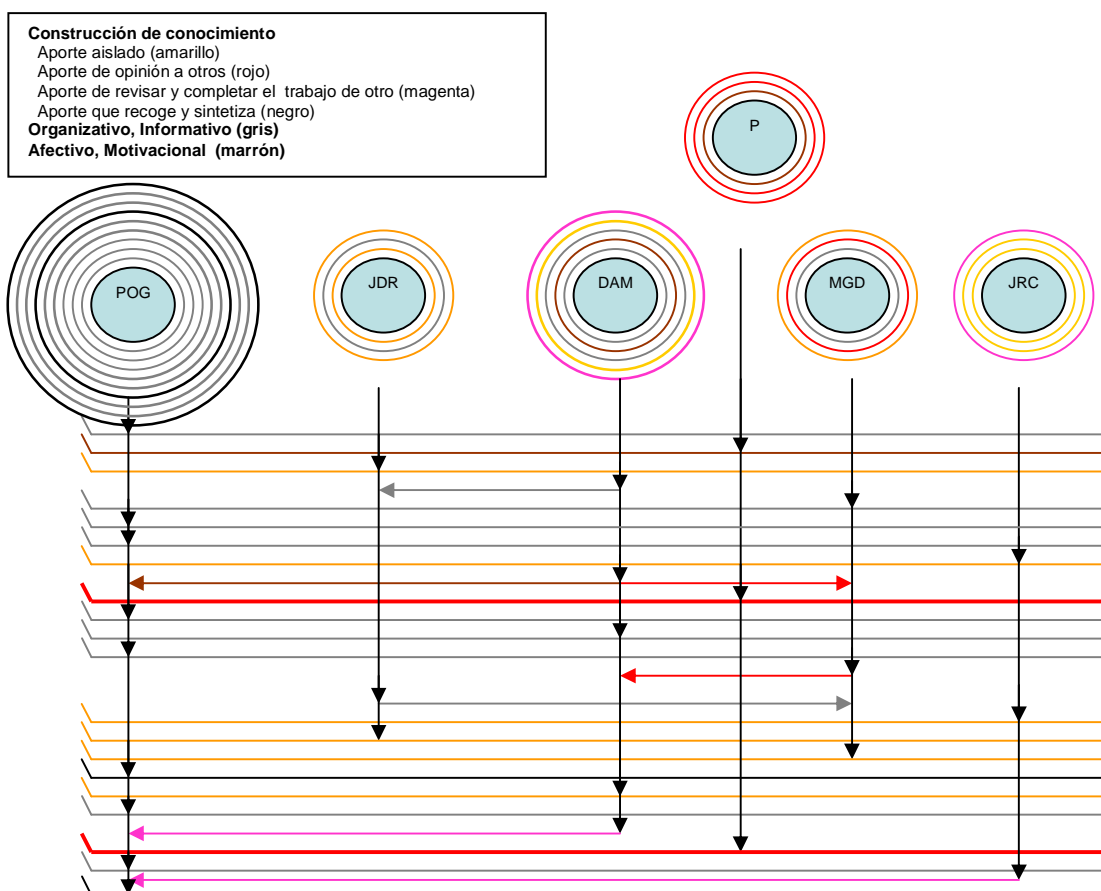 Construcción de conocimiento
Aporte aislado (amarillo)
Aporte de opinión a otros (rojo)
Aporte de revisar y completar el trabajo de otro (magenta)
Aporte que recoge y sintetiza (negro)
Organizativo, Informativo (gris)
Afectivo, Motivacional (marrón)
P
POG
JDR
DAM
MGD
JRC